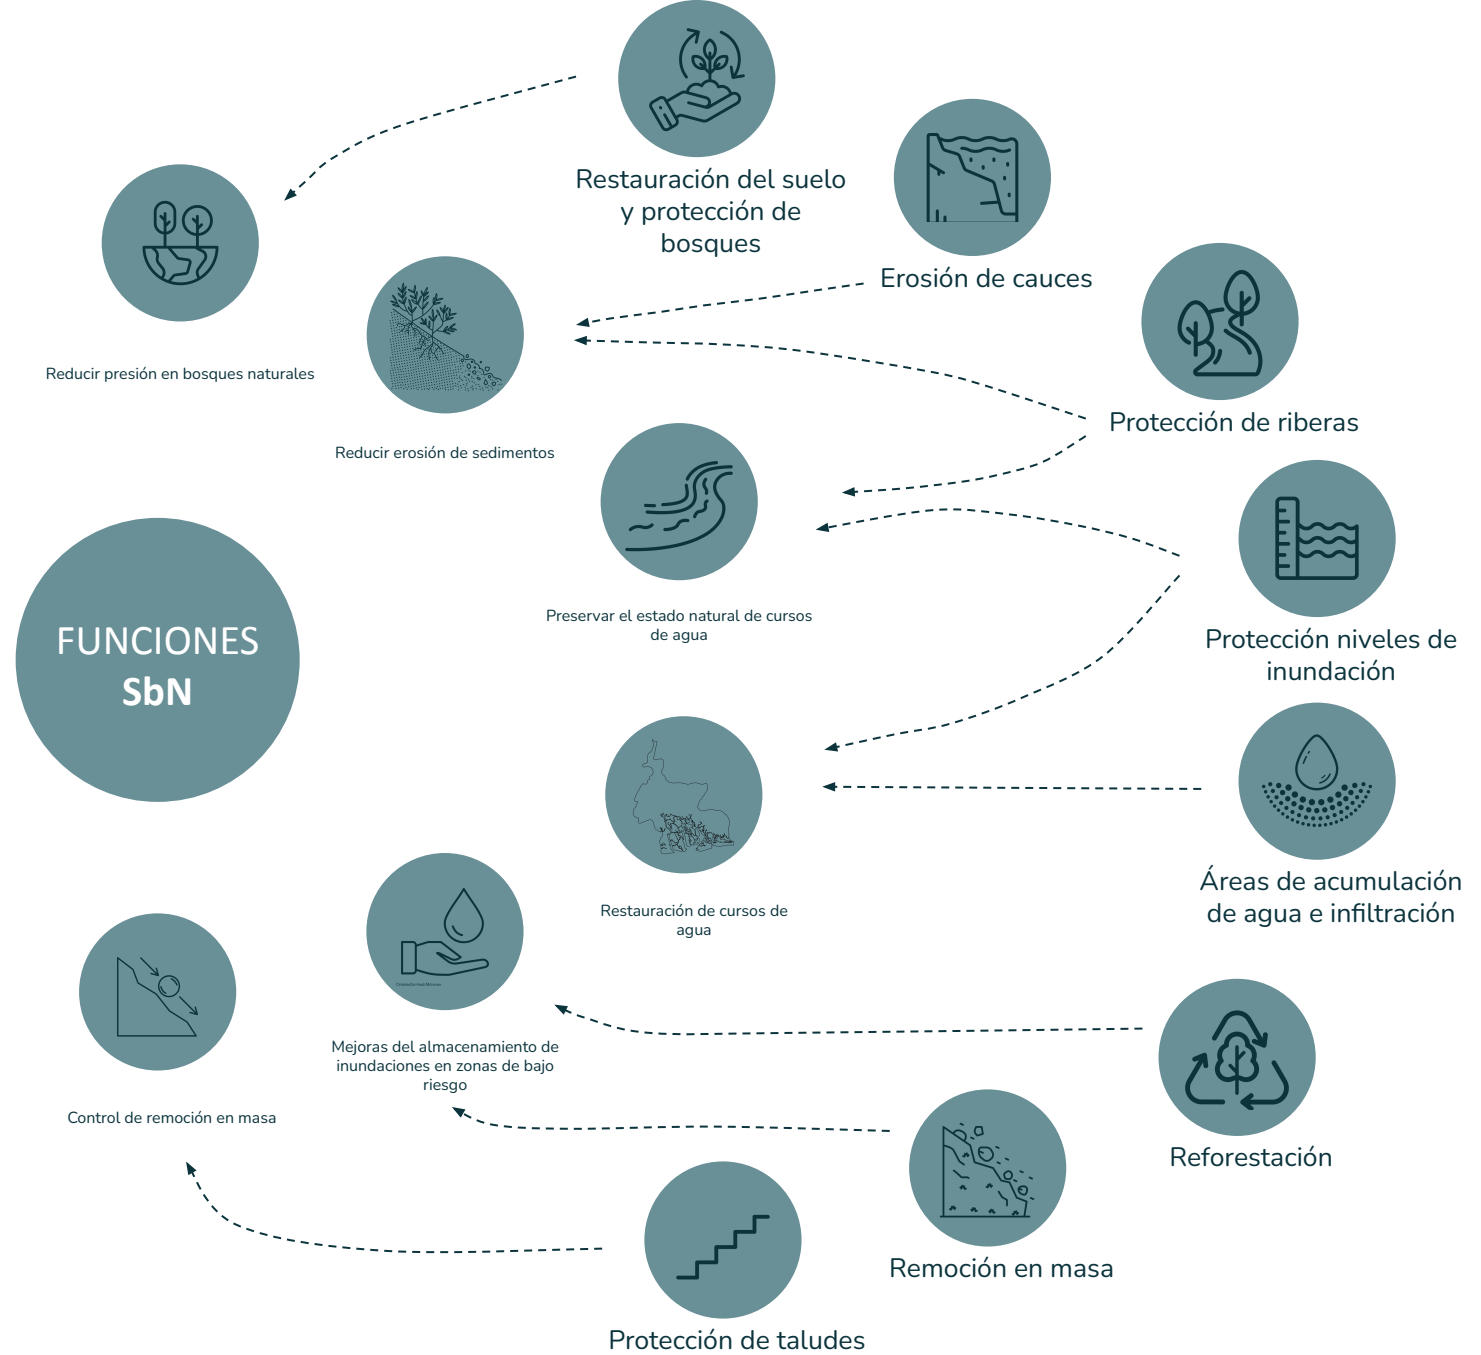 Restauración del suelo
y protección de
bosques
Erosión de cauces
Reducir presión en bosques naturales
Protección de riberas
Reducir erosión de sedimentos
Preservar el estado natural de cursos
de agua
FUNCIONES
SbN
Protección niveles de
inundación
Áreas de acumulación
de agua e infiltración
Restauración de cursos de
agua
Mejoras del almacenamiento de
inundaciones en zonas de bajo
riesgo
Control de remoción en masa
Reforestación
Remoción en masa
Protección de taludes